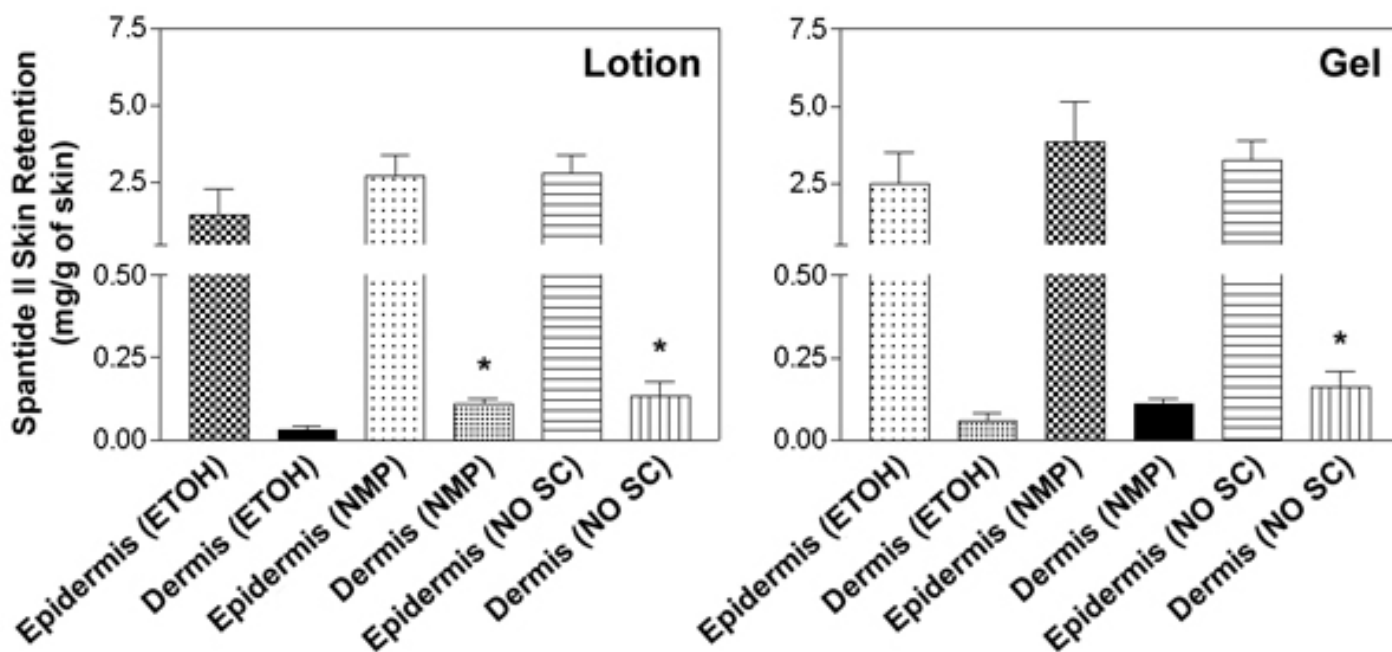 Spantide II Skin Retention
(mg/g of skin)
Lotion
7.5
5.0
2.5
0.50
0.25
0.00
*
*
Epidermis (ETOH)
Dermis (ETOH)
Epidermis (NMP)
Dermis (NMP)
Epidermis (NO SC)
Dermis (NO SC)
Gel
7.5
5.0
2.5
0.50
0.25
0.00
*
Epidermis (ETOH)
Dermis (ETOH)
Epidermis (NMP)
Dermis (NMP)
Epidermis (NO SC)
Dermis (NO SC)